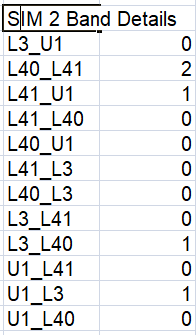 SIM 2 Band Details
L3_U1 0
L40_L41 2
L41_U1 1
L41_L40 0
L40_U1 0
L41_L3 0
L40_L3 0
L3_L41 0
L3_L40 1
U1_L41 0
U1_L3 1
U1_L40 0